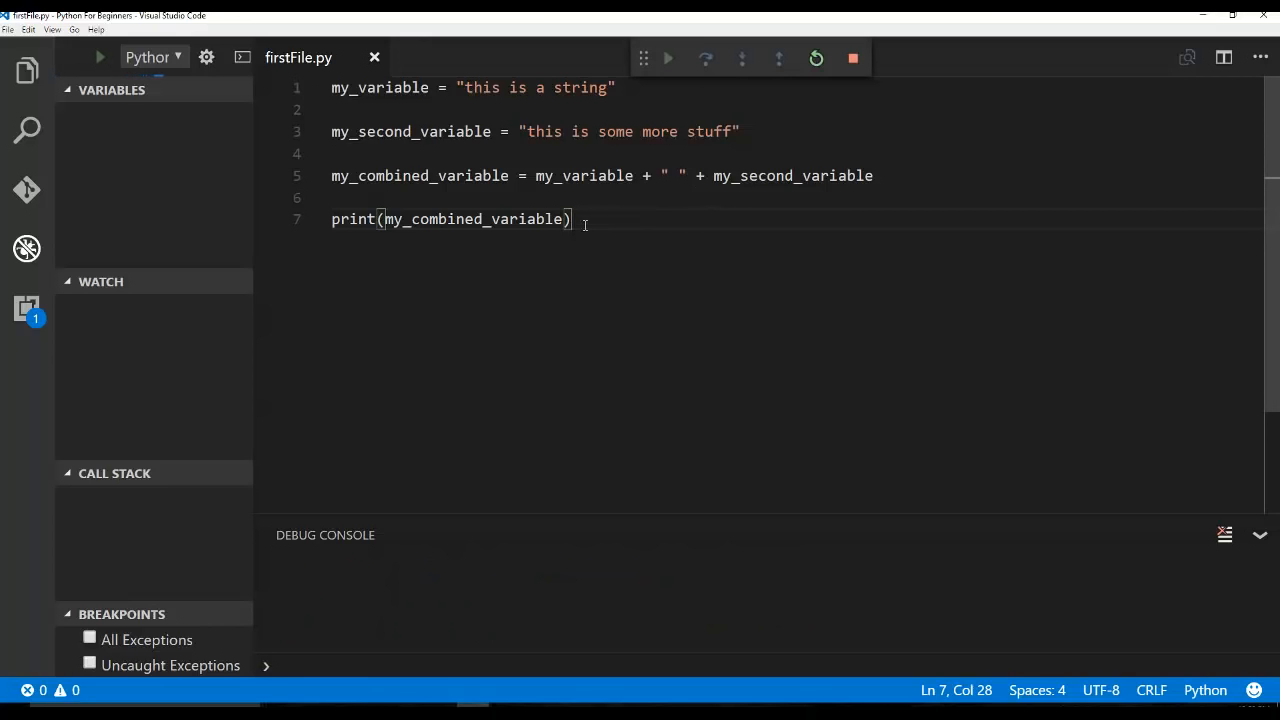 firstFile.py - Python For Beginners - Visual Studio Code
File Edit View Go Help
Python
firstFile.py
VARIABLES
1 my_variable = "this is a string"
2
3 my_second_variable = "this is some more stuff"
4
5 my_combined_variable = my_variable + " " + my_second_variable
6
7 print(my_combined_variable)
WATCH
1
CALL STACK
DEBUG CONSOLE
BREAKPOINTS
All Exceptions
Uncaught Exceptions
0 0 Ln 7, Col 28 Spaces: 4 UTF-8 CRLF Python